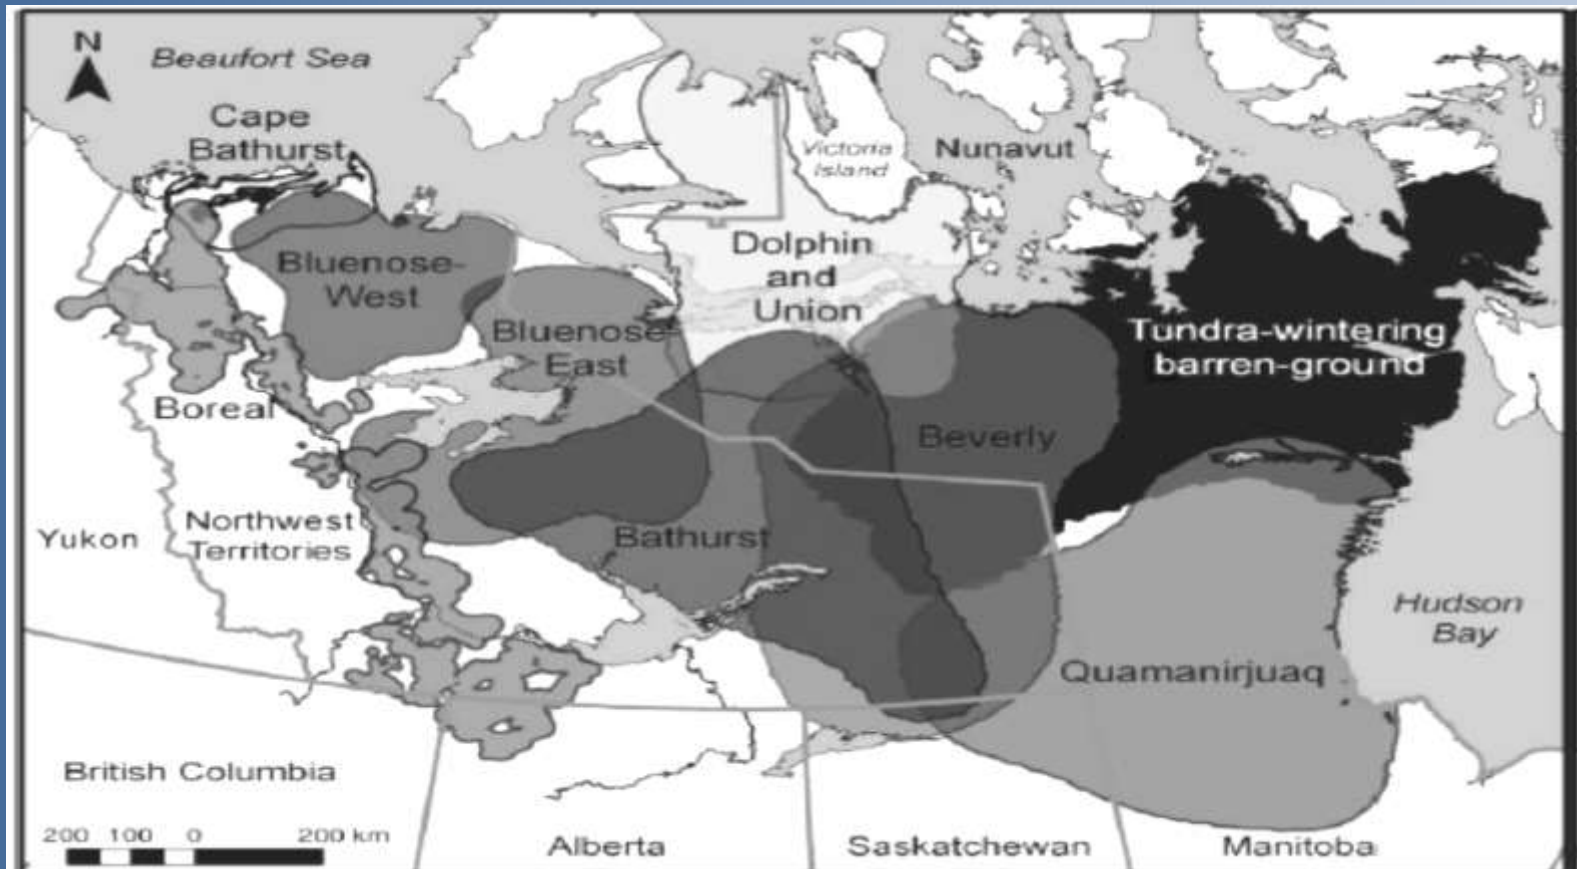 N
Beaufort Sea
Cape
Bathurst
Victoria
Island
Nunavut
Dolphin
and
Union
Bluenose-
West
Bluenose-
East
Tundra-wintering
barren-ground
Boreal
Beverly
Yukon
Northwest
Territories
Bathurst
Hudson
Bay
Quamanirjuaq
British Columbia
200 100 0 200 km
Alberta
Saskatchewan
Manitoba